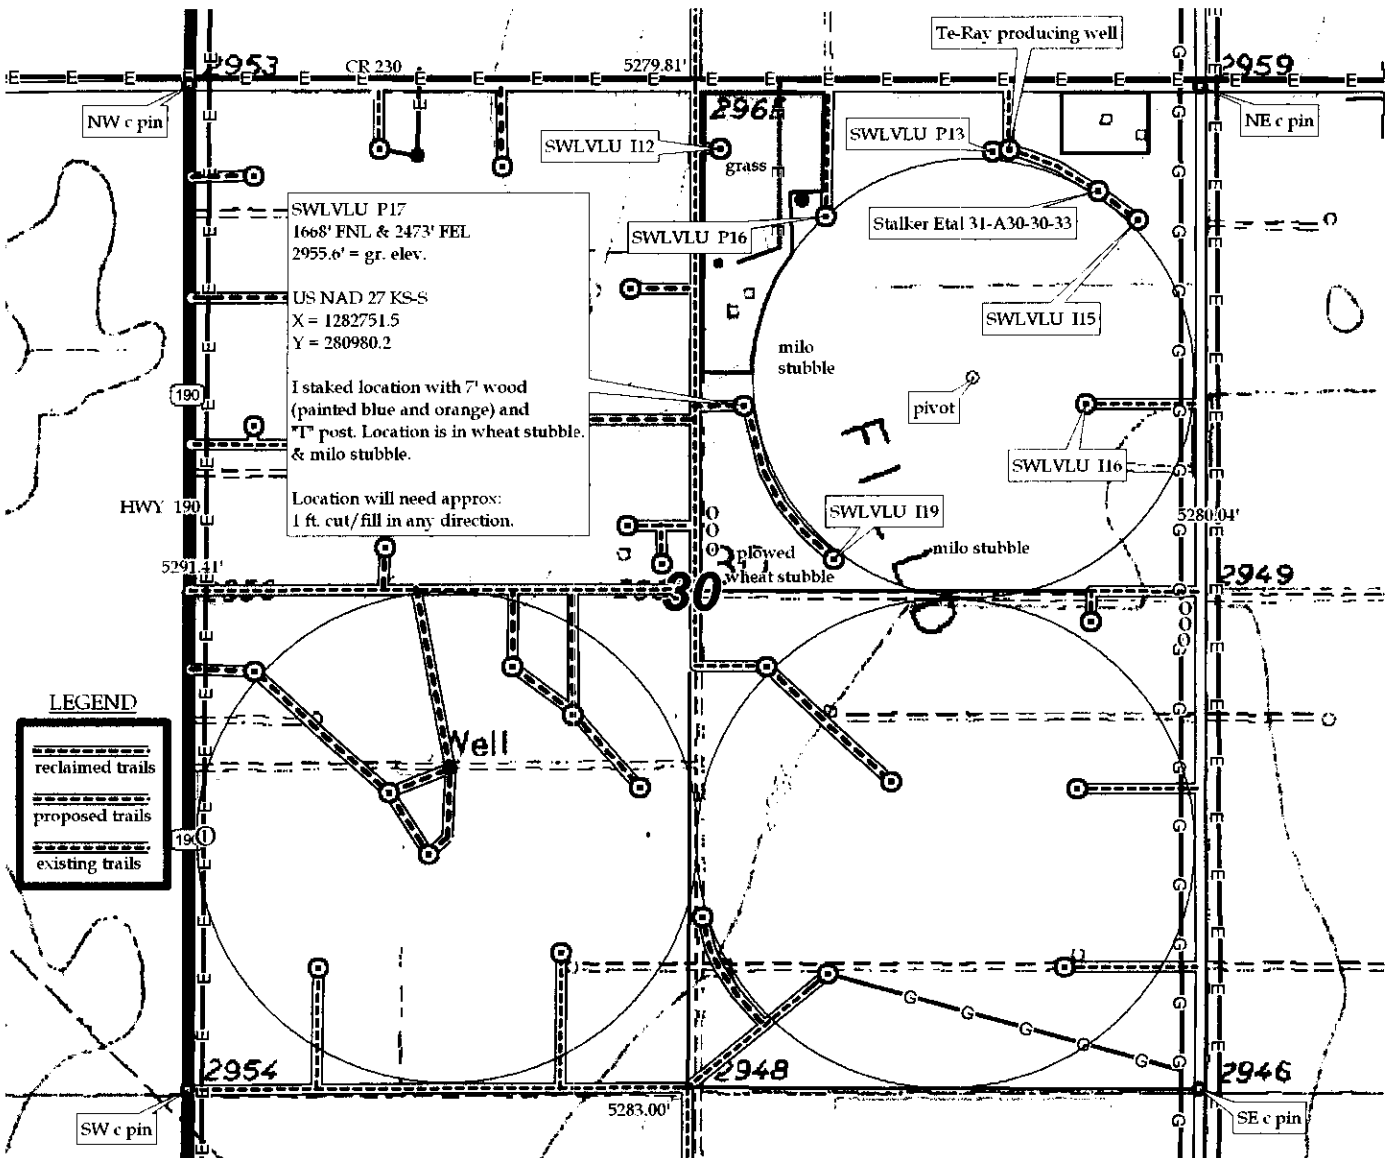 Te-Ray producing well
2953
CR 230
5279.81'
2959
NW c pin
SWLVLU I12
SWLVLU P13
NE c pin
grass
SWLVLU P17
1668' FNL & 2473' FEL
2955.6' = gr. elev.
US NAD 27 KS-S
X = 1282751.5
Y = 280980.2
I staked location with 7' wood
(painted blue and orange) and
"T" post. Location is in wheat stubble.
& milo stubble.
Location will need approx:
1 ft. cut/fill in any direction.
SWLVLU P16
Stalker Etal 31-A30-30-33
SWLVLU I15
milo
stubble
190
pivot
SWLVLU I16
HWY 190
SWLVLU I19
5280.04'
5291.41'
plowed
wheat stubble
milo stubble
30
2949
LEGEND
reclaimed trails
proposed trails
existing trails
Well
190
2954
2948
2946
5283.00'
SW c pin
SE c pin